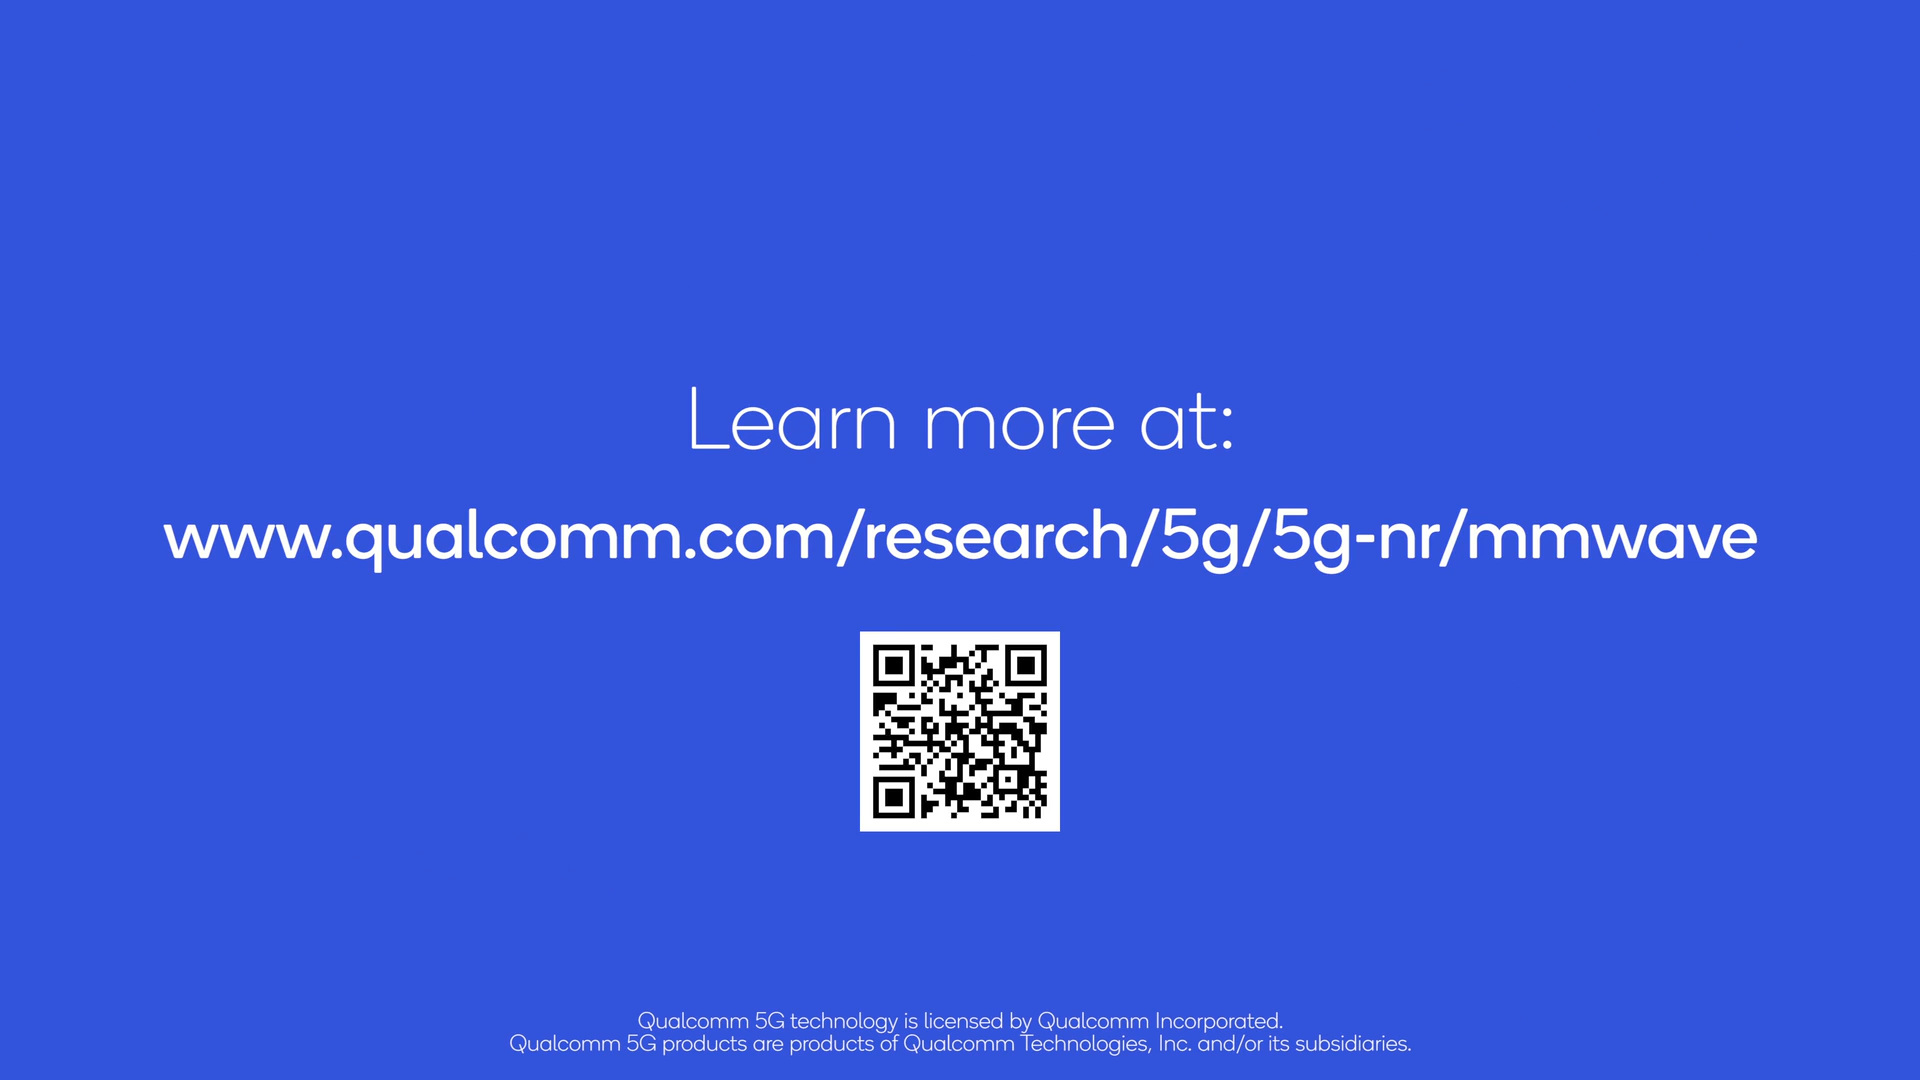 Learn more at:
www.qualcomm.com/research/5g/5g-nr/mmwave
Qualcomm 5G technology is licensed by Qualcomm Incorporated.
Qualcomm 5G products are products of Qualcomm Technologies, Inc. and/or its subsidiaries.